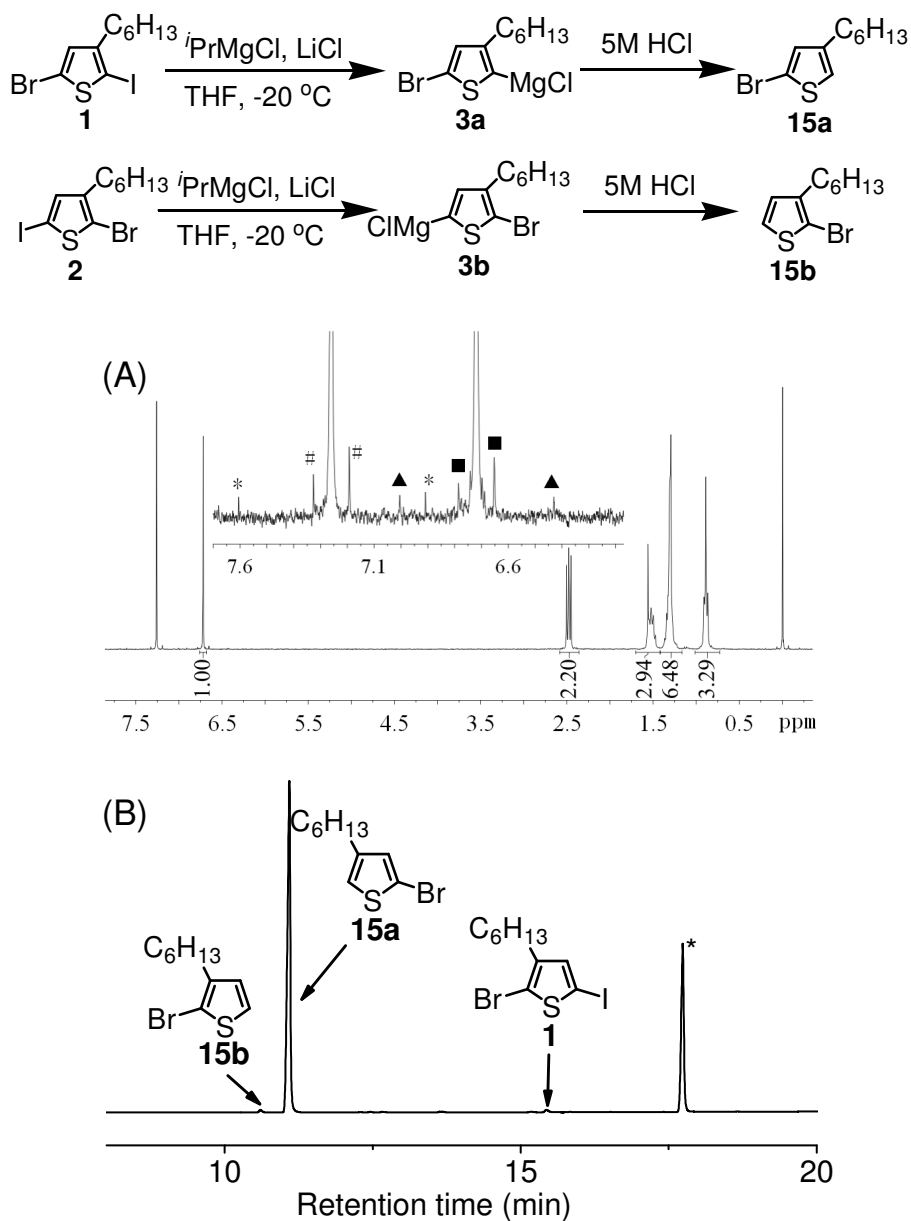 C6H13 Br S I 1 iPrMgCl, LiCl THF, -20 °C C6H13 Br S MgCl 3a 5M HCl C6H13 Br S 15a
C6H13 I S Br 2 iPrMgCl, LiCl THF, -20 °C C6H13 ClMg S Br 3b 5M HCl C6H13 S Br 15b
(A)
* # # ▲ * ■ ■ ▲
7.6 7.1 6.6
1.00 2.20 2.94 6.48 3.29
7.5 6.5 5.5 4.5 3.5 2.5 1.5 0.5 ppm
(B)
C6H13 S Br 15a
C6H13 Br S 15b
C6H13 Br S I 1
*
10 15 20
Retention time (min)